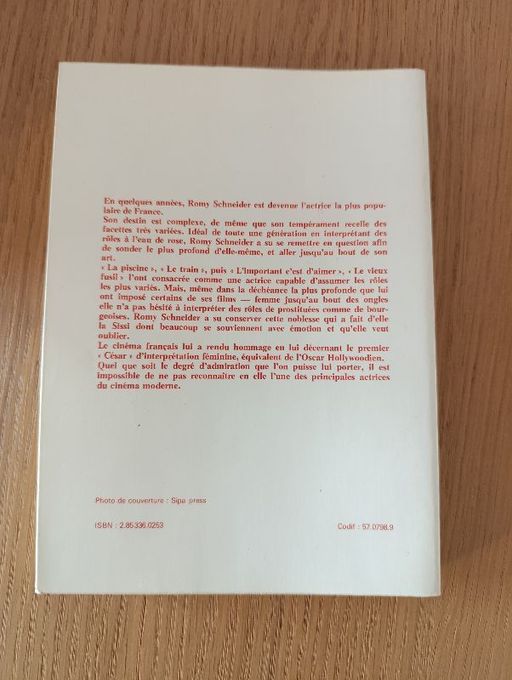 En quelques années, Romy Schneider est devenue l'actrice la plus popu-
laire de France.
Son destin est complexe, de même que son tempérament recelle des
facettes très variées. Idéal de toute une génération en interprétant des
rôles à l'eau de rose, Romy Schneider a su se remettre en question afin
de sonder le plus profond d'elle-même, et aller jusqu'au bout de son
art.
« La piscine », « Le train », puis « L'important c'est d'aimer », « Le vieux
fusil » l'ont consacrée comme une actrice capable d'assumer les rôles
les plus variés. Mais, même dans la déchéance la plus profonde que lui
ont imposé certains de ses films — femme jusqu'au bout des ongles
elle n'a pas hésité à interpréter des rôles de prostituées comme de bour-
geoises. Romy Schneider a su conserver cette noblesse qui a fait d'elle
la Sissi dont beaucoup se souviennent avec émotion et qu'elle veut
oublier.
Le cinéma français lui a rendu hommage en lui décernant le premier
« César » d'interprétation féminine, équivalent de l'Oscar Hollywoodien.
Quel que soit le degré d'admiration que l'on puisse lui porter, il est
impossible de ne pas reconnaître en elle l'une des principales actrices
du cinéma moderne.
Photo de couverture : Sipa press
ISBN : 2.85336.0253
Codif : 57.0798.9